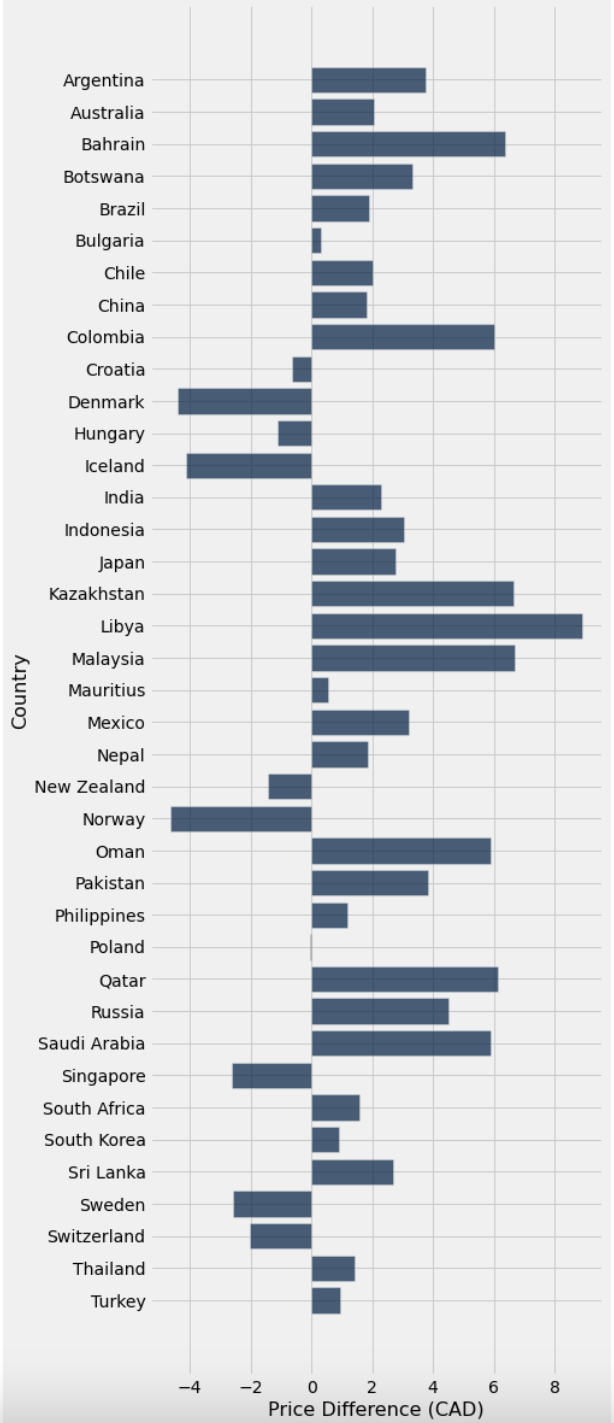 Argentina
Australia
Bahrain
Botswana
Brazil
Bulgaria
Chile
China
Colombia
Croatia
Denmark
Hungary
Iceland
India
Indonesia
Japan
Kazakhstan
Libya
Malaysia
Mauritius
Mexico
Nepal
New Zealand
Norway
Oman
Pakistan
Philippines
Poland
Qatar
Russia
Saudi Arabia
Singapore
South Africa
South Korea
Sri Lanka
Sweden
Switzerland
Thailand
Turkey
Country
−4 −2 0 2 4 6 8
Price Difference (CAD)